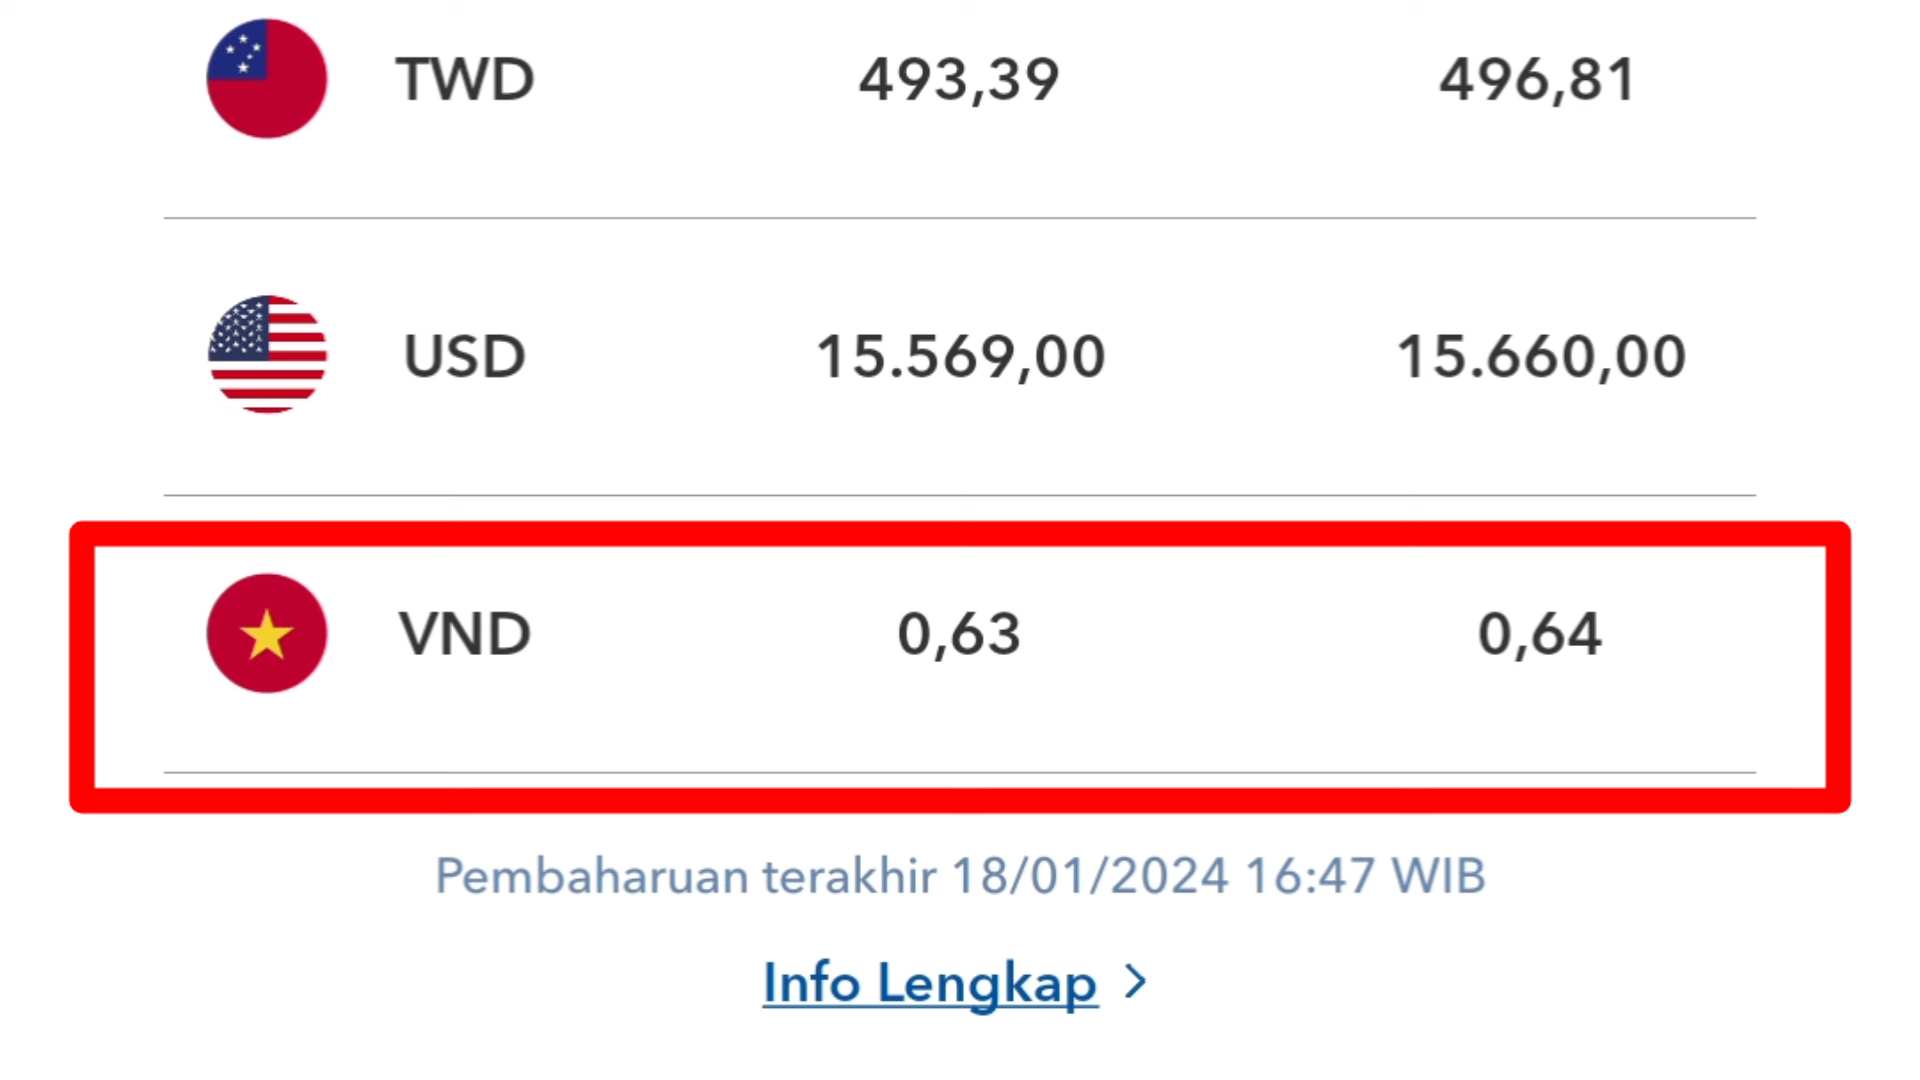 TWD 493,39 496,81
USD 15.569,00 15.660,00
VND 0,63 0,64
Pembaharuan terakhir 18/01/2024 16:47 WIB
Info Lengkap >